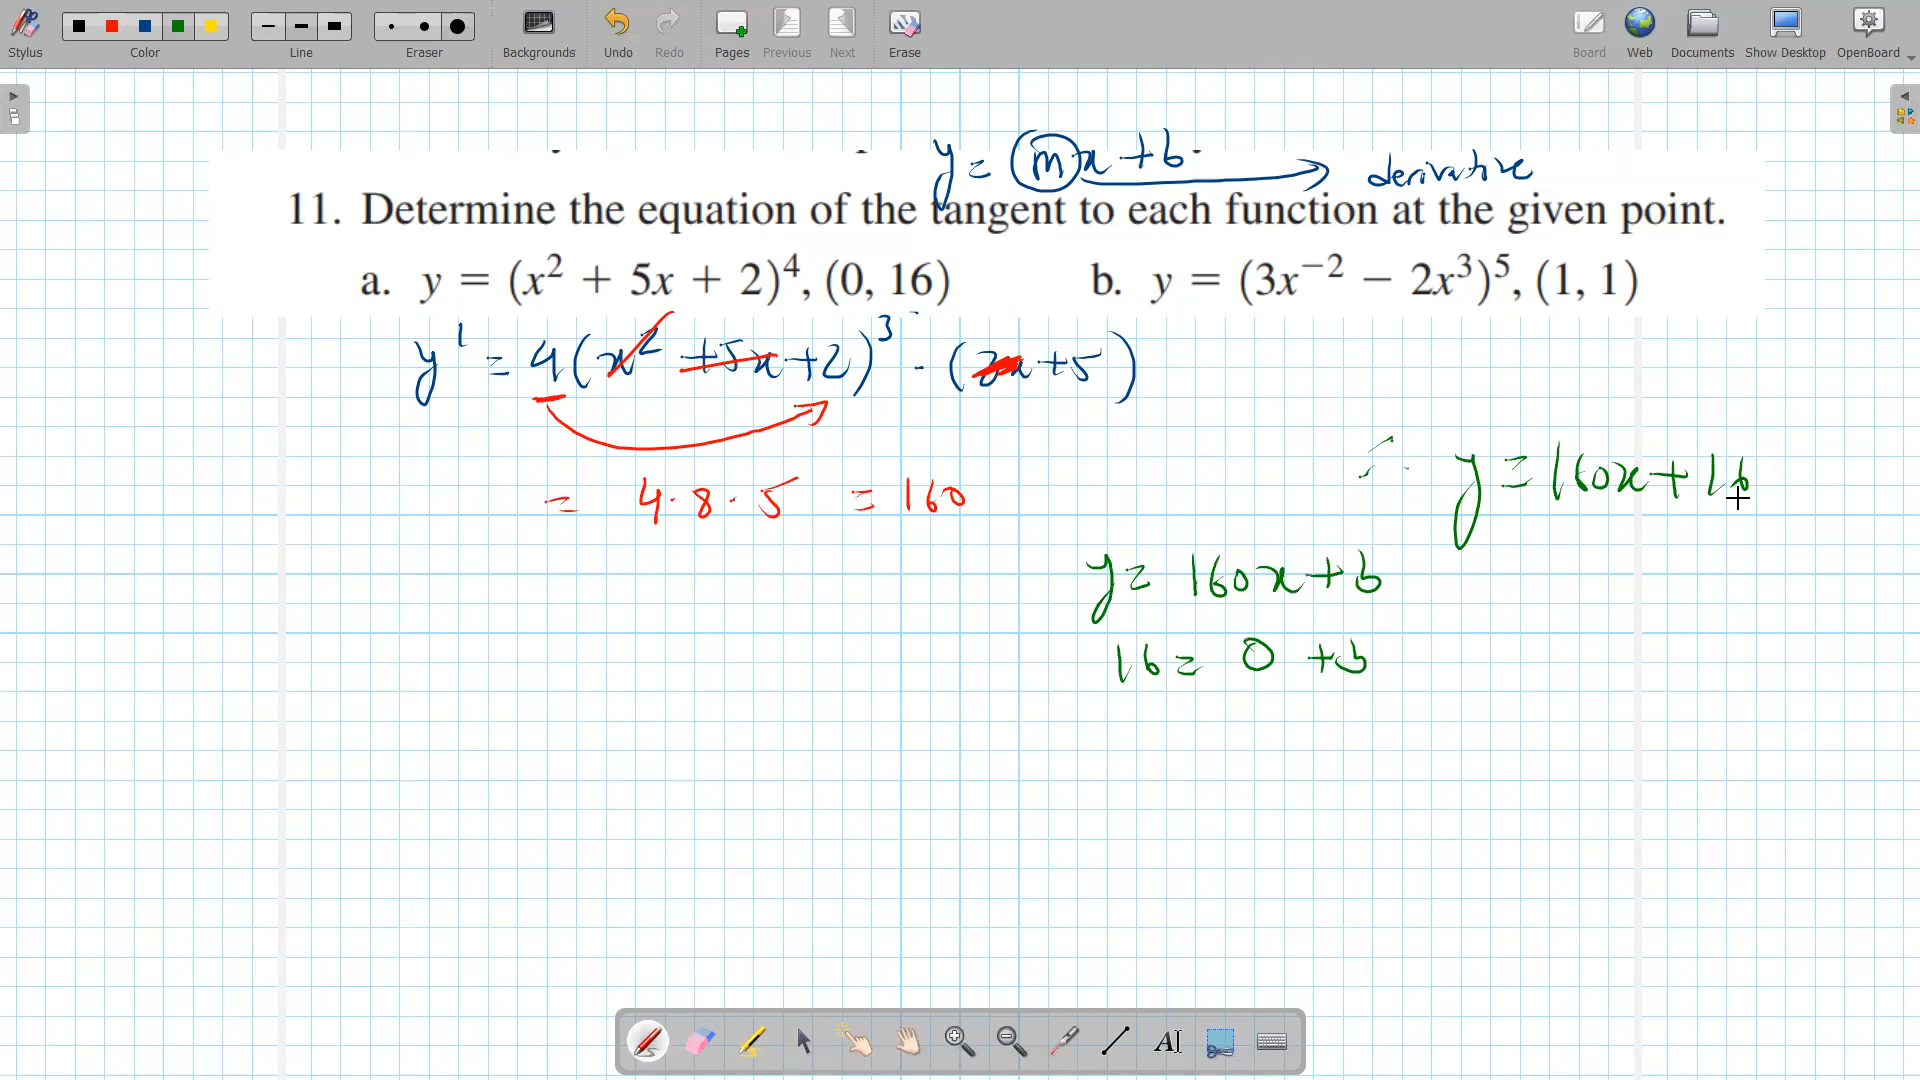 Stylus Color Line Eraser Backgrounds Undo Redo Pages Previous Next Erase Board Web Documents Show Desktop OpenBoard
y = mx + b → derivative
11. Determine the equation of the tangent to each function at the given point.
a. y = (x² + 5x + 2)⁴, (0, 16) b. y = (3x⁻² − 2x³)⁵, (1, 1)
y' = 4(x² +5x+2)³ · (2x+5)
∴ y = 160x + 16
= 4·8·5 = 160
y = 160x + b
16 = 0 + b